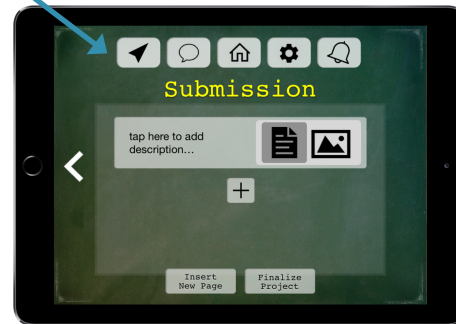 Submission
tap here to add
description...
Insert
New Page
Finalize
Project